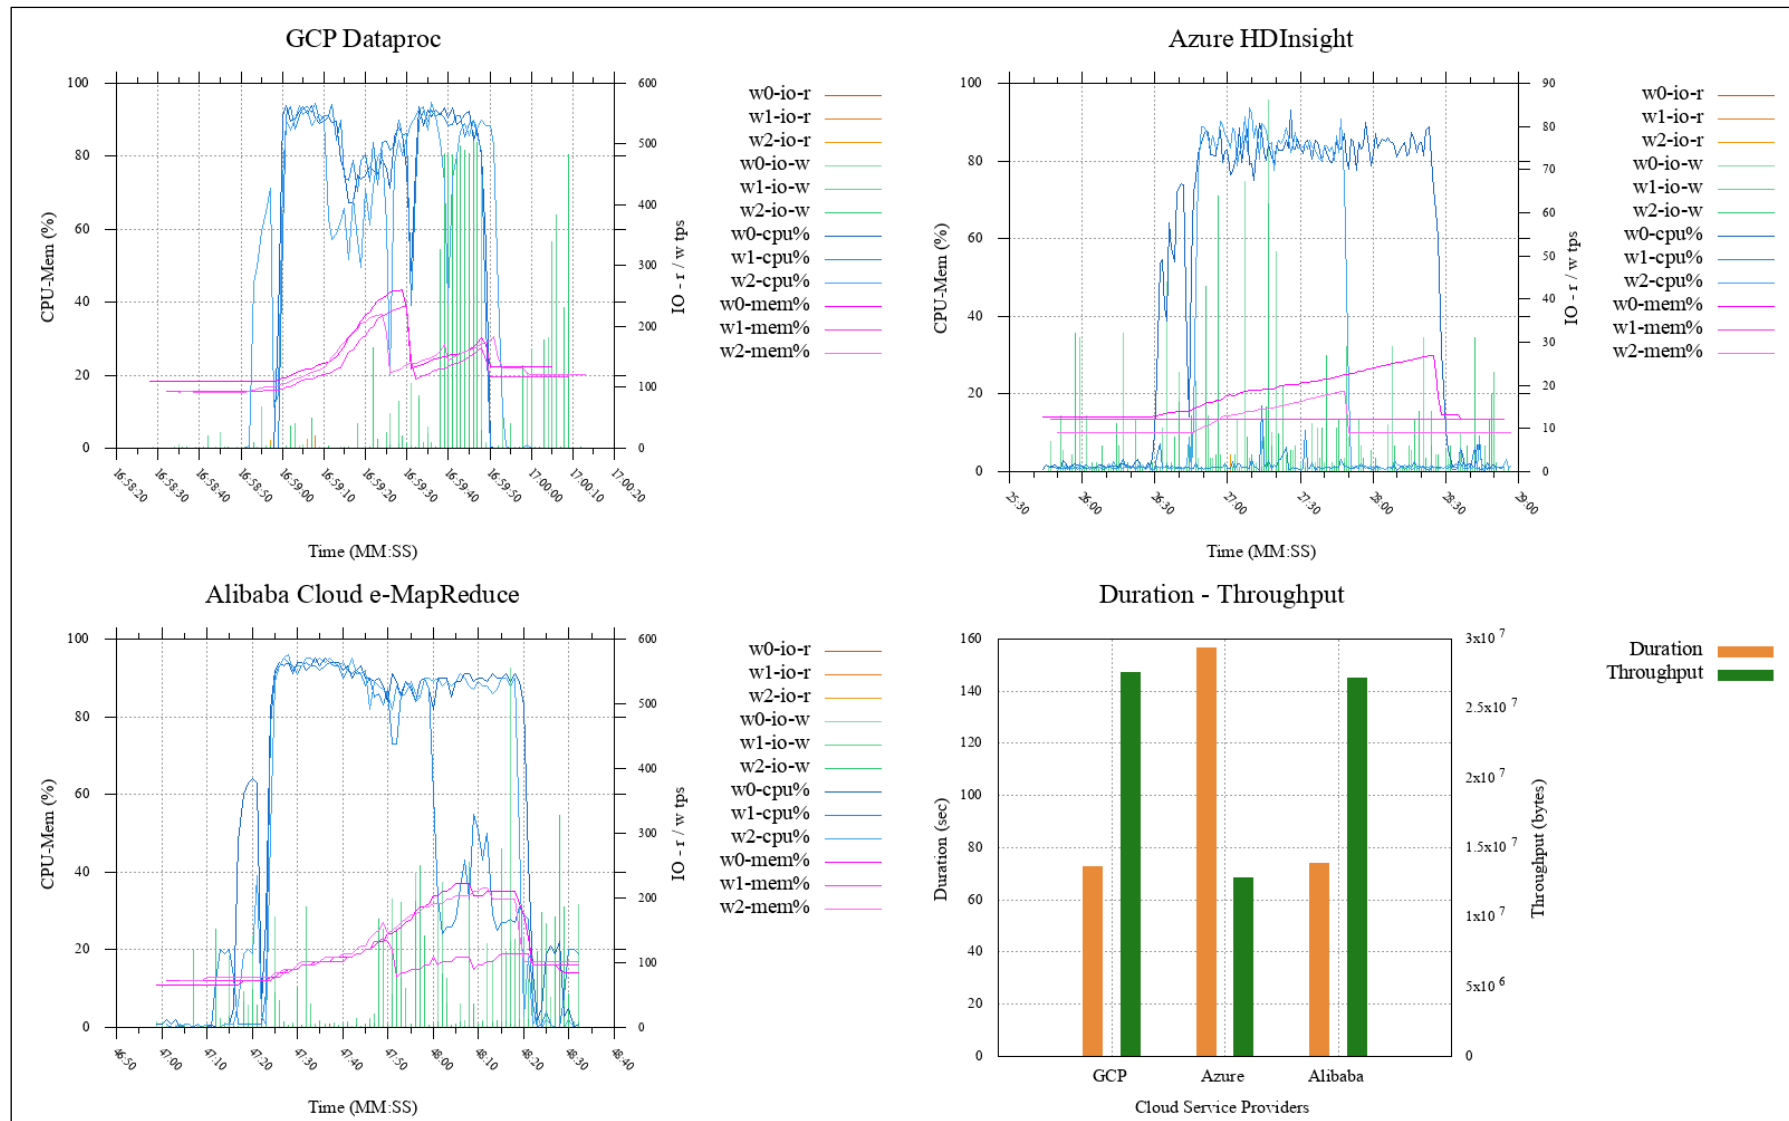 GCP Dataproc
100
80
60
40
20
0
CPU-Mem (%)
600
500
400
300
200
100
0
IO - r / w tps
16:58:20
16:58:30
16:58:40
16:58:50
16:59:00
16:59:10
16:59:20
16:59:30
16:59:40
16:59:50
17:00:00
17:00:10
17:00:20
Time (MM:SS)
w0-io-r
w1-io-r
w2-io-r
w0-io-w
w1-io-w
w2-io-w
w0-cpu%
w1-cpu%
w2-cpu%
w0-mem%
w1-mem%
w2-mem%
Azure HDInsight
100
80
60
40
20
0
CPU-Mem (%)
90
80
70
60
50
40
30
20
10
0
IO - r / w tps
25:30
26:00
26:30
27:00
27:30
28:00
28:30
29:00
Time (MM:SS)
w0-io-r
w1-io-r
w2-io-r
w0-io-w
w1-io-w
w2-io-w
w0-cpu%
w1-cpu%
w2-cpu%
w0-mem%
w1-mem%
w2-mem%
Alibaba Cloud e-MapReduce
100
80
60
40
20
0
CPU-Mem (%)
600
500
400
300
200
100
0
IO - r / w tps
46:50
47:00
47:10
47:20
47:30
47:40
47:50
48:00
48:10
48:20
48:30
48:40
Time (MM:SS)
w0-io-r
w1-io-r
w2-io-r
w0-io-w
w1-io-w
w2-io-w
w0-cpu%
w1-cpu%
w2-cpu%
w0-mem%
w1-mem%
w2-mem%
Duration - Throughput
160
140
120
100
80
60
40
20
0
Duration (sec)
3x10 7
2.5x10 7
2x10 7
1.5x10 7
1x10 7
5x10 6
0
Throughput (bytes)
GCP
Azure
Alibaba
Cloud Service Providers
Duration
Throughput